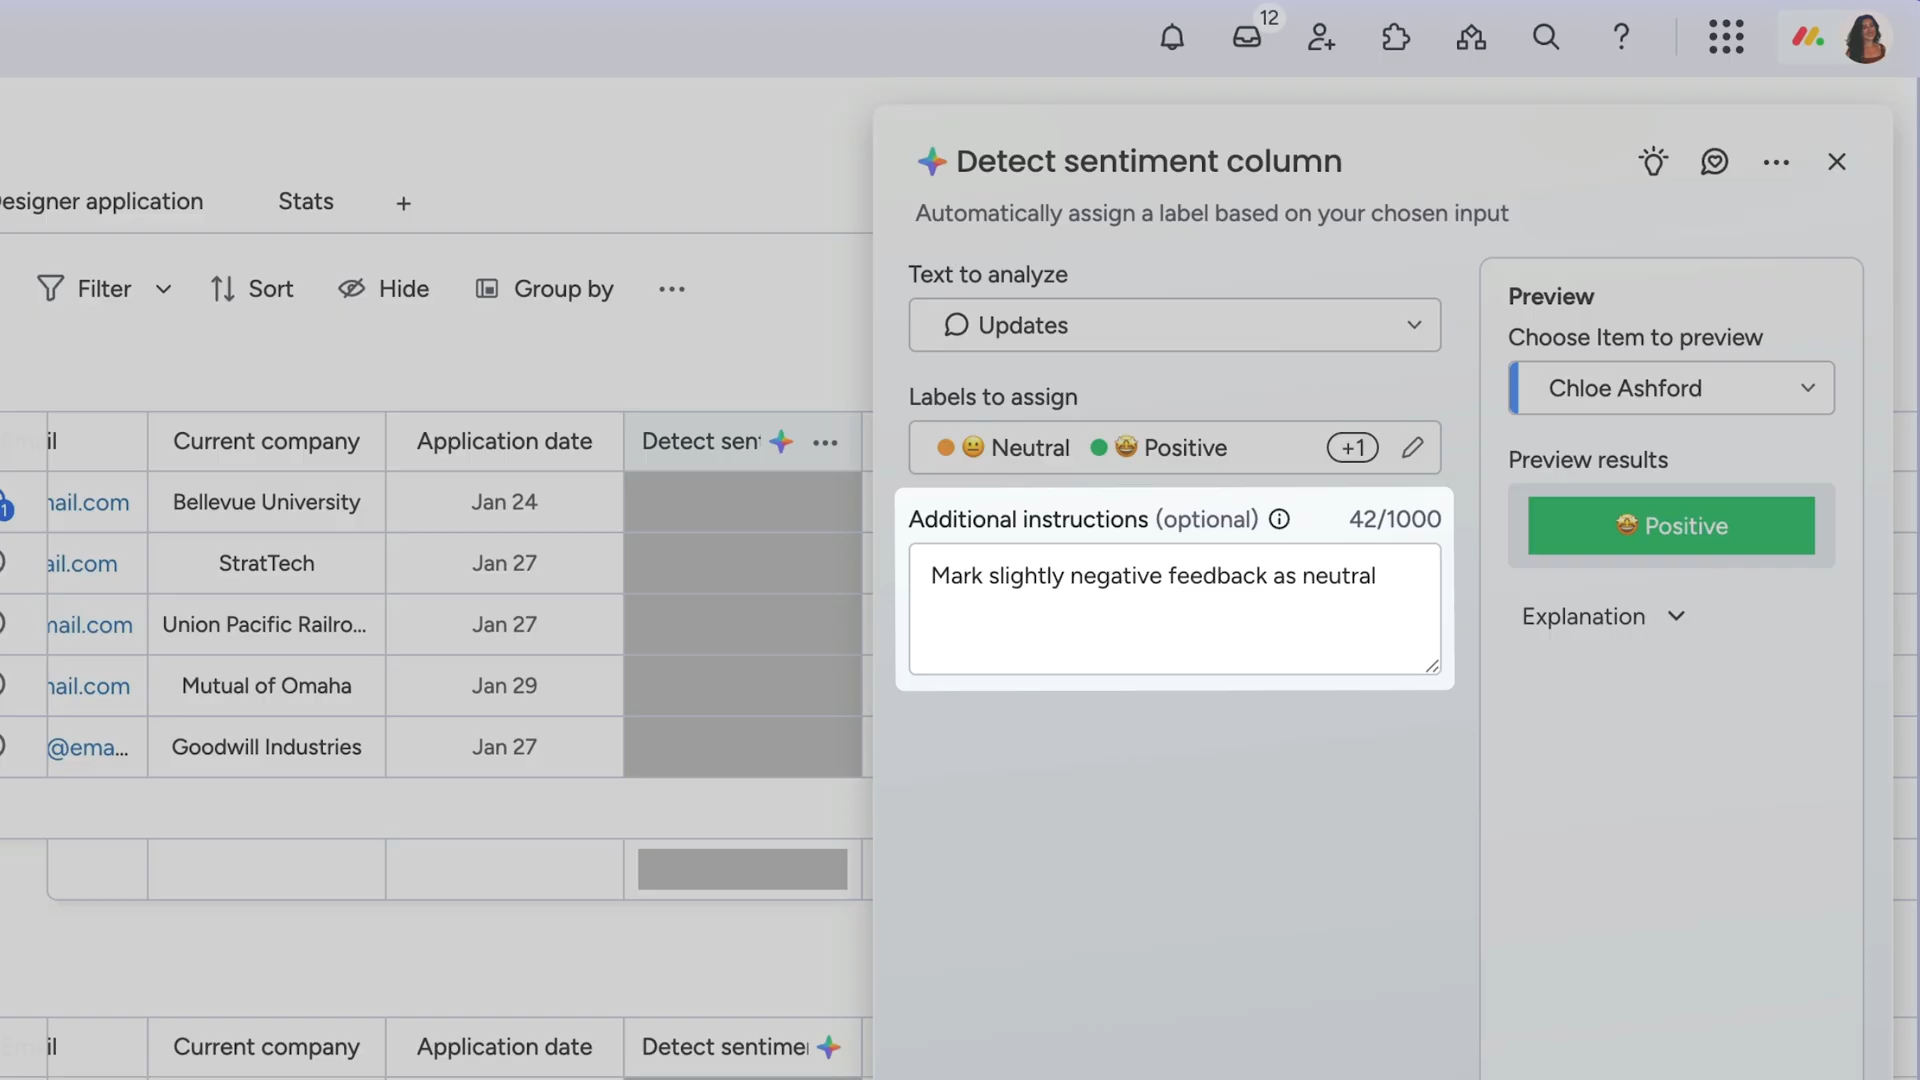 12
Designer application
Stats
+
Filter
Sort
Hide
Group by
il
Current company
Application date
Detect sen
1
ail.com
Bellevue University
Jan 24
ail.com
StratTech
Jan 27
mail.com
Union Pacific Railro...
Jan 27
ail.com
Mutual of Omaha
Jan 29
@ema...
Goodwill Industries
Jan 27
il
Current company
Application date
Detect sentime
Detect sentiment column
Automatically assign a label based on your chosen input
Text to analyze
Updates
Labels to assign
😐 Neutral 🤩 Positive +1
Additional instructions (optional) 42/1000
Mark slightly negative feedback as neutral
Preview
Choose Item to preview
Chloe Ashford
Preview results
🤩 Positive
Explanation